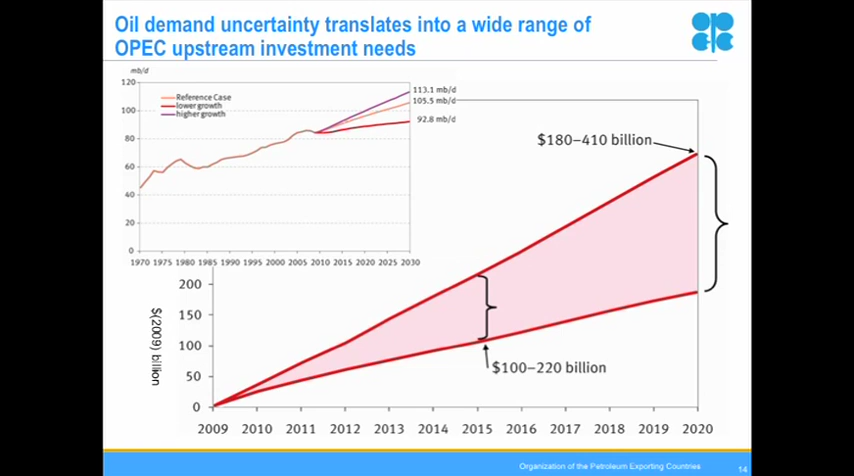 Oil demand uncertainty translates into a wide range of
OPEC upstream investment needs
mb/d
120
100
80
60
40
20
0
Reference Case
lower growth
higher growth
113.1 mb/d
105.5 mb/d
92.8 mb/d
1970 1975 1980 1985 1990 1995 2000 2005 2010 2015 2020 2025 2030
$180–410 billion
$(2009) billion
200
150
100
50
0
$100–220 billion
2009 2010 2011 2012 2013 2014 2015 2016 2017 2018 2019 2020
Organization of the Petroleum Exporting Countries
14